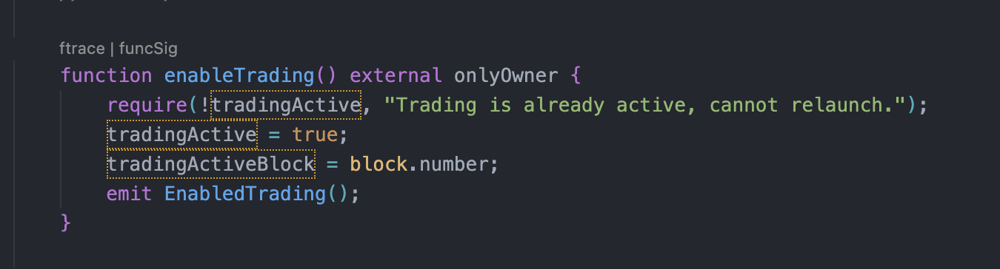 ftrace | funcSig
function enableTrading() external onlyOwner {
require(!tradingActive, "Trading is already active, cannot relaunch.");
tradingActive = true;
tradingActiveBlock = block.number;
emit EnabledTrading();
}